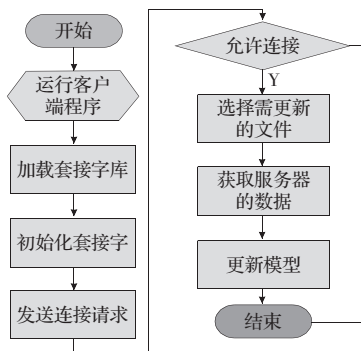 开始
运行客户
端程序
加载套接字库
初始化套接字
发送连接请求
允许连接
Y
选择需更新
的文件
获取服务器
的数据
更新模型
结束